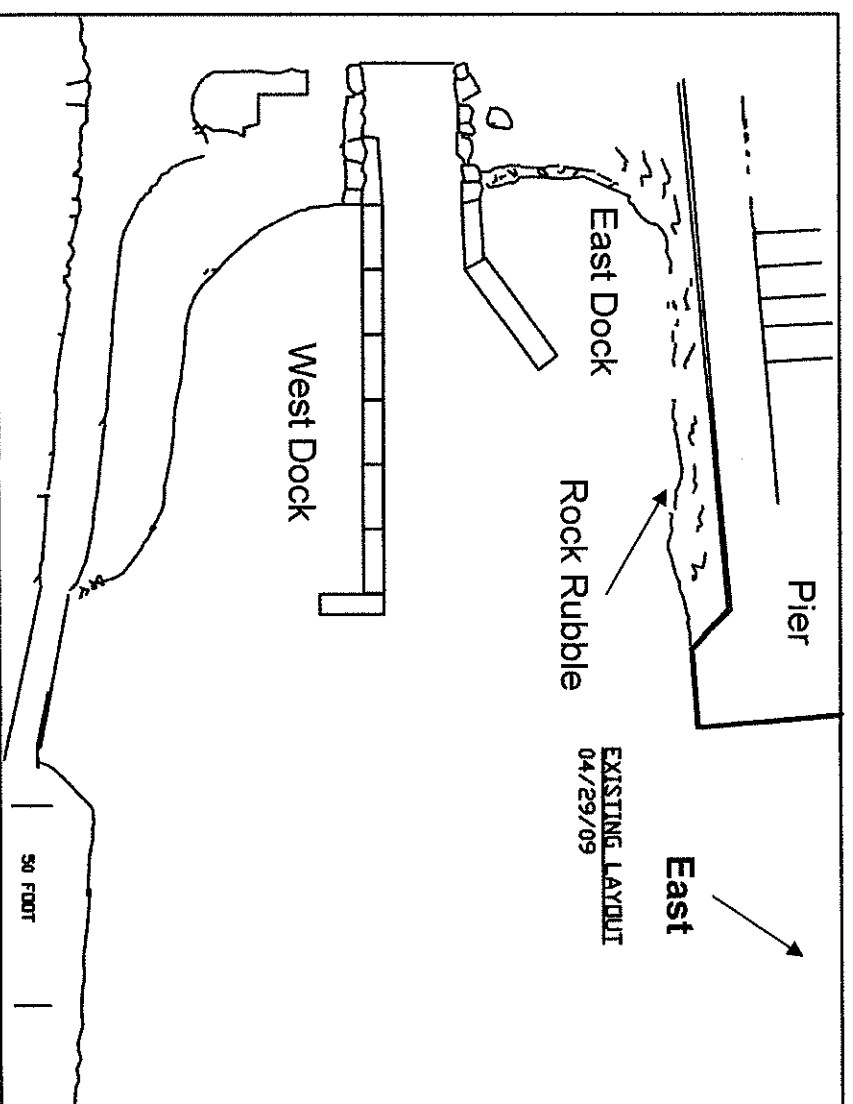 Pier
East Dock
Rock Rubble
West Dock
EXISTING LAYOUT
04/29/09
East
50 FOOT